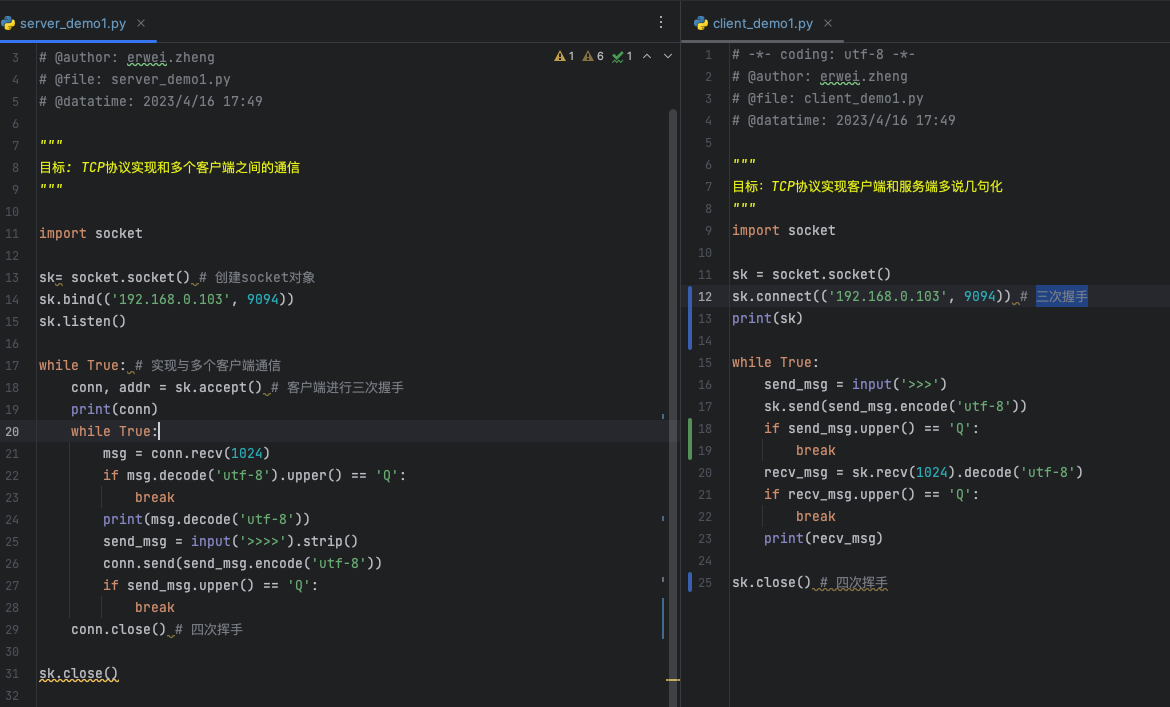 server_demo1.py
3 # @author: erwei.zheng
1 6 1
4 # @file: server_demo1.py
5 # @datatime: 2023/4/16 17:49
6
7 """
8 目标: TCP协议实现和多个客户端之间的通信
9 """
10
11 import socket
12
13 sk= socket.socket() # 创建socket对象
14 sk.bind(('192.168.0.103', 9094))
15 sk.listen()
16
17 while True: # 实现与多个客户端通信
18     conn, addr = sk.accept() # 客户端进行三次握手
19     print(conn)
20     while True:
21         msg = conn.recv(1024)
22         if msg.decode('utf-8').upper() == 'Q':
23             break
24         print(msg.decode('utf-8'))
25         send_msg = input('>>>>').strip()
26         conn.send(send_msg.encode('utf-8'))
27         if send_msg.upper() == 'Q':
28             break
29     conn.close() # 四次挥手
30
31 sk.close()
32
client_demo1.py
1 # -*- coding: utf-8 -*-
2 # @author: erwei.zheng
3 # @file: client_demo1.py
4 # @datatime: 2023/4/16 17:49
5
6 """
7 目标：TCP协议实现客户端和服务端多说几句化
8 """
9 import socket
10
11 sk = socket.socket()
12 sk.connect(('192.168.0.103', 9094)) # 三次握手
13 print(sk)
14
15 while True:
16     send_msg = input('>>>')
17     sk.send(send_msg.encode('utf-8'))
18     if send_msg.upper() == 'Q':
19         break
20     recv_msg = sk.recv(1024).decode('utf-8')
21     if recv_msg.upper() == 'Q':
22         break
23     print(recv_msg)
24
25 sk.close() # 四次挥手